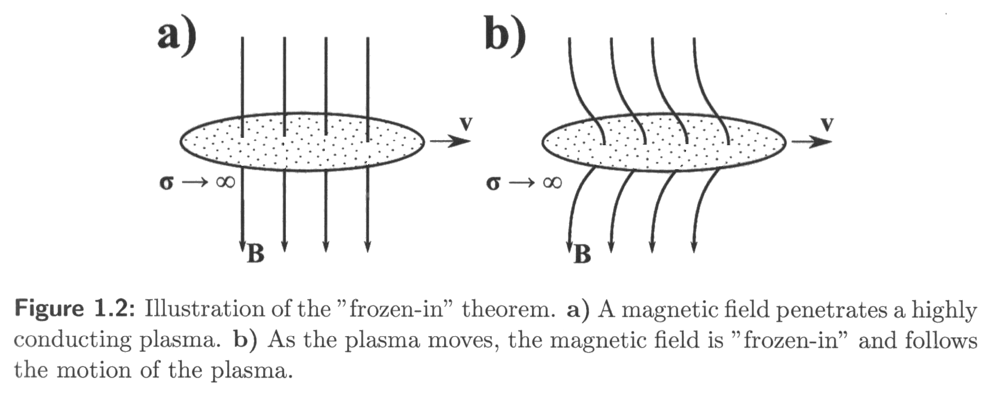 a)
b)
v
v
σ → ∞
σ → ∞
B
B
Figure 1.2: Illustration of the ”frozen-in” theorem. a) A magnetic field penetrates a highly
conducting plasma. b) As the plasma moves, the magnetic field is ”frozen-in” and follows
the motion of the plasma.